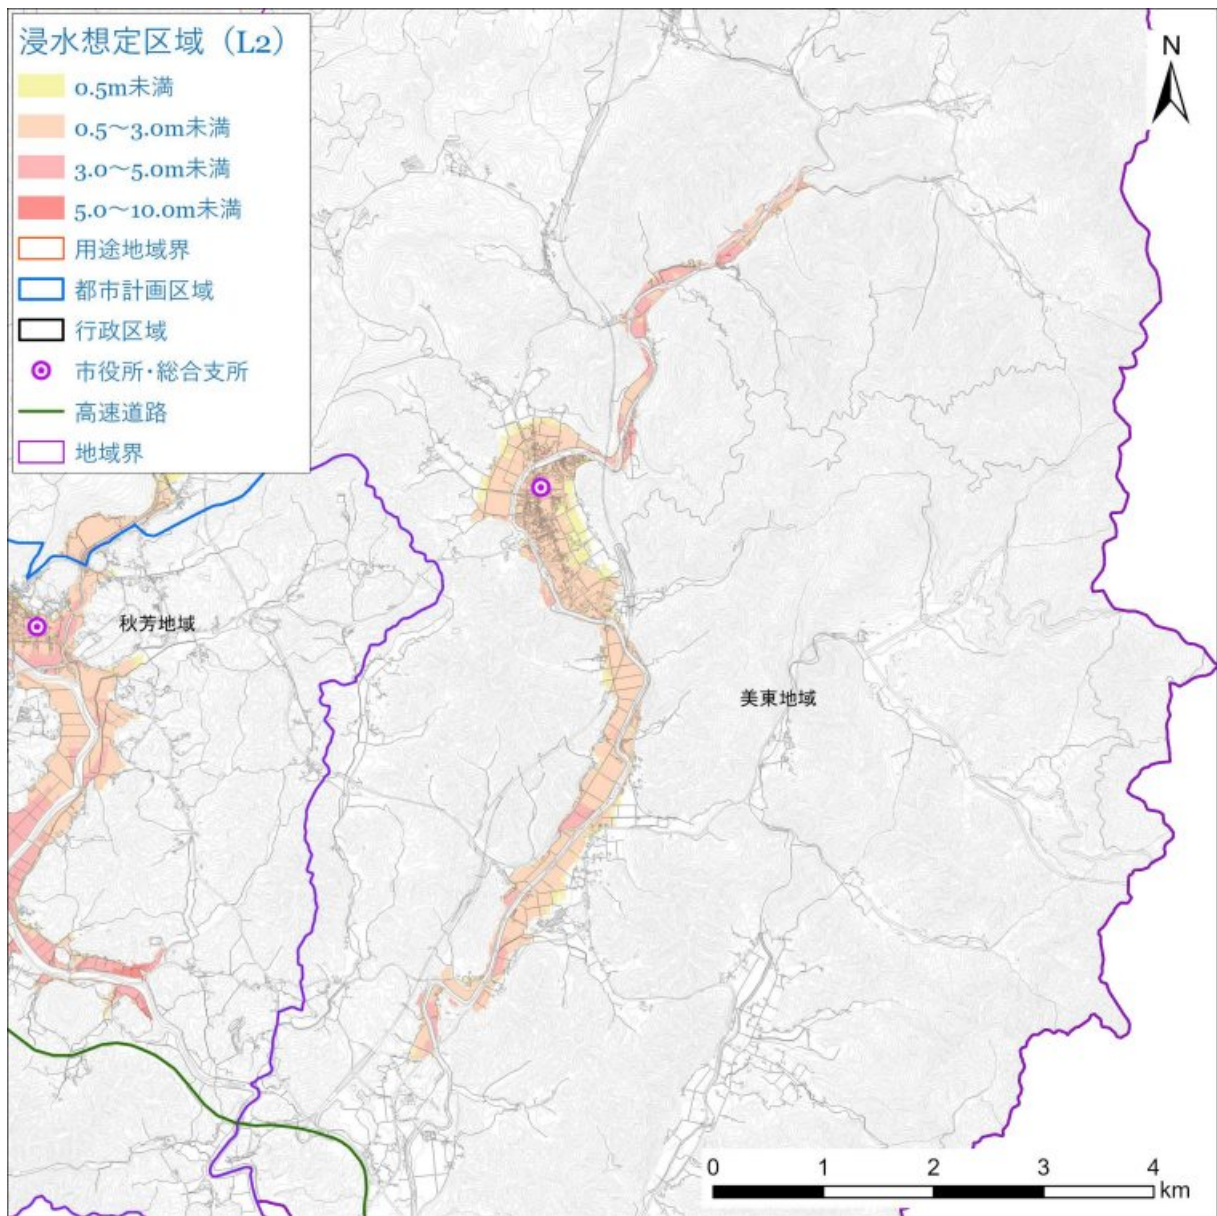 浸水想定区域（L2）
0.5m未満
0.5～3.0m未満
3.0～5.0m未満
5.0～10.0m未満
用途地域界
都市計画区域
行政区域
市役所・総合支所
高速道路
地域界
N
秋芳地域
美東地域
0 1 2 3 4
km